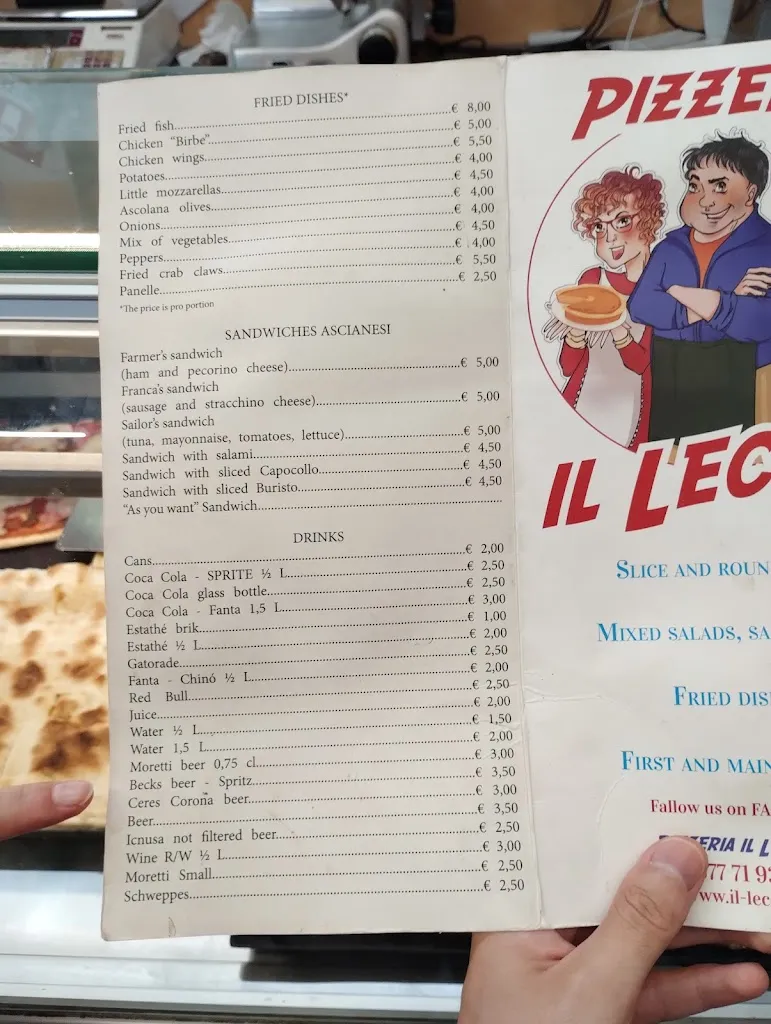 FRIED DISHES*
Fried fish...€ 8,00
Chicken “Birbe”...€ 5,00
Chicken wings...€ 5,50
Potatoes...€ 4,00
Little mozzarellas...€ 4,50
Ascolana olives...€ 4,00
Onions...€ 4,00
Mix of vegetables...€ 4,50
Peppers...€ 4,00
Fried crab claws...€ 5,50
Panelle...€ 2,50
*The price is pro portion
SANDWICHES ASCIANESI
Farmer's sandwich
(ham and pecorino cheese)...€ 5,00
Franca's sandwich
(sausage and stracchino cheese)...€ 5,00
Sailor's sandwich
(tuna, mayonnaise, tomatoes, lettuce)...€ 5,00
Sandwich with salami...€ 4,50
Sandwich with sliced Capocollo...€ 4,50
Sandwich with sliced Buristo...€ 4,50
“As you want” Sandwich...
DRINKS
Cans...€ 2,00
Coca Cola - SPRITE ½ L...€ 2,50
Coca Cola glass bottle...€ 2,50
Coca Cola - Fanta 1,5 L...€ 3,00
Estathé brik...€ 1,00
Estathé ½ L...€ 2,00
Gatorade...€ 2,50
Fanta - Chinó ½ L...€ 2,00
Red Bull...€ 2,50
Juice...€ 2,00
Water ½ L...€ 1,50
Water 1,5 L...€ 2,00
Moretti beer 0,75 cl...€ 3,00
Becks beer - Spritz...€ 3,50
Ceres Corona beer...€ 3,00
Beer...€ 3,50
Icnusa not filtered beer...€ 2,50
Wine R/W ½ L...€ 3,00
Moretti Small...€ 2,50
Schweppes...€ 2,50
PIZZE
IL LEC
SLICE AND ROUN
MIXED SALADS, SA
FRIED DIS
FIRST AND MAIN
Fallow us on FA
ERIA IL L
77 71 9
ww.il-lec